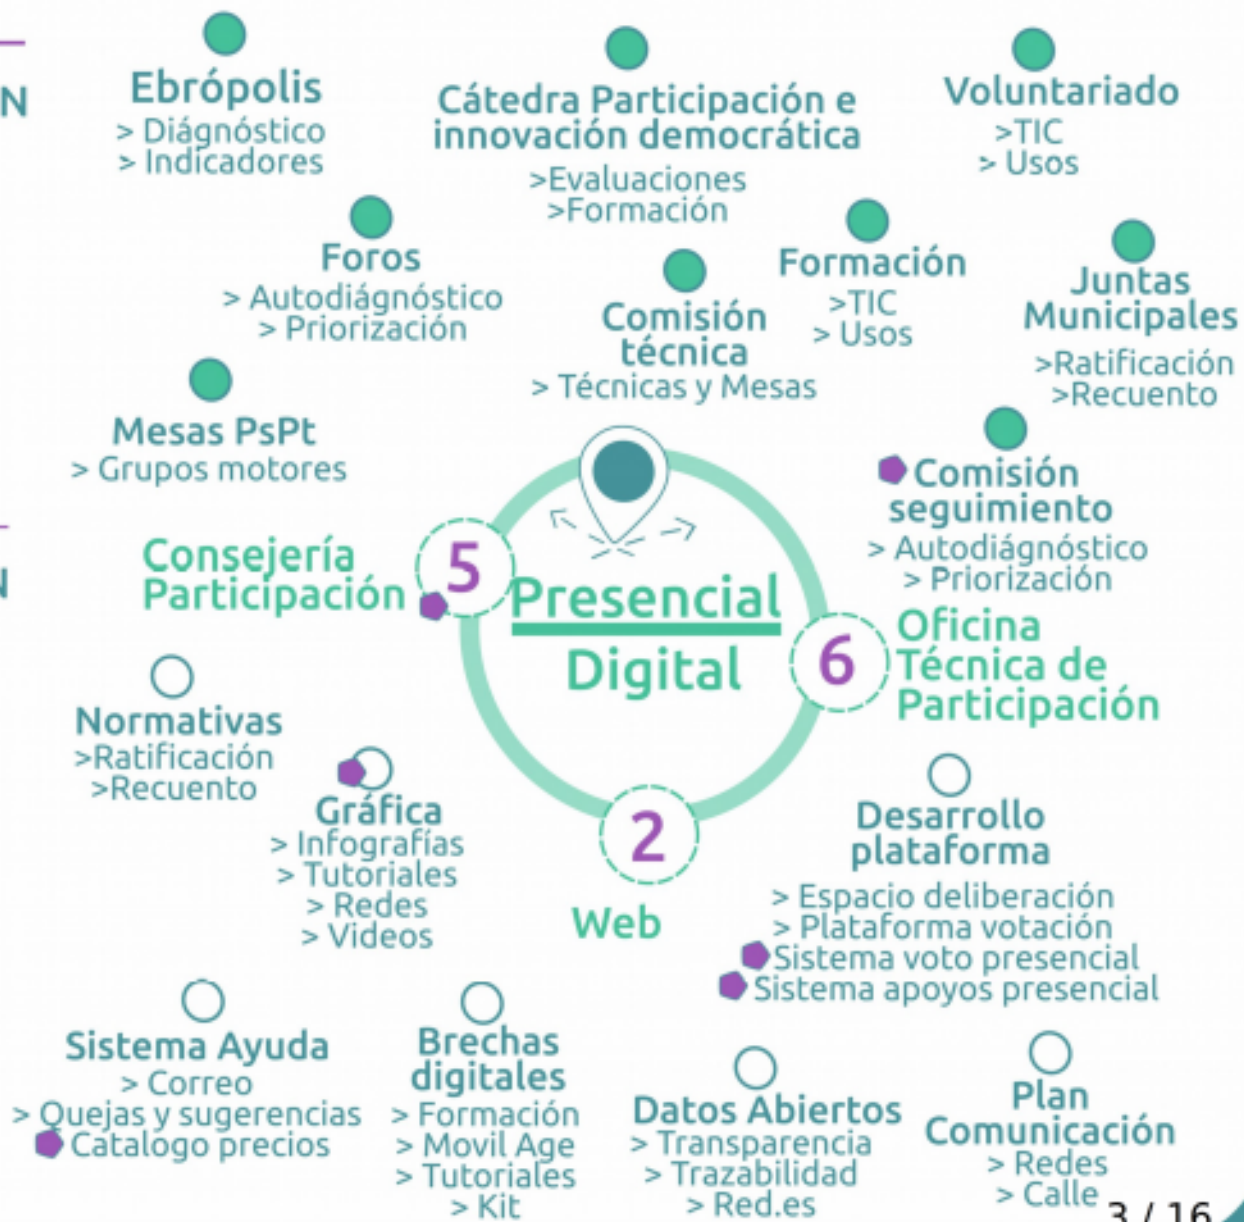 N
Ebrópolis
> Diágnóstico
> Indicadores
Cátedra Participación e
innovación democrática
>Evaluaciones
>Formación
Voluntariado
>TIC
> Usos
Foros
> Autodiágnóstico
> Priorización
Comisión
técnica
> Técnicas y Mesas
Formación
>TIC
> Usos
Juntas
Municipales
>Ratificación
>Recuento
Mesas PsPt
> Grupos motores
Comisión
seguimiento
> Autodiágnóstico
> Priorización
N
Consejería
Participación
5
Presencial
Digital
6
Oficina
Técnica de
Participación
2
Web
Normativas
>Ratificación
>Recuento
Gráfica
> Infografías
> Tutoriales
> Redes
> Videos
Desarrollo
plataforma
> Espacio deliberación
> Plataforma votación
Sistema voto presencial
Sistema apoyos presencial
Sistema Ayuda
> Correo
> Quejas y sugerencias
Catalogo precios
Brechas
digitales
> Formación
> Movil Age
> Tutoriales
> Kit
Datos Abiertos
> Transparencia
> Trazabilidad
> Red.es
Plan
Comunicación
> Redes
> Calle
3 / 16